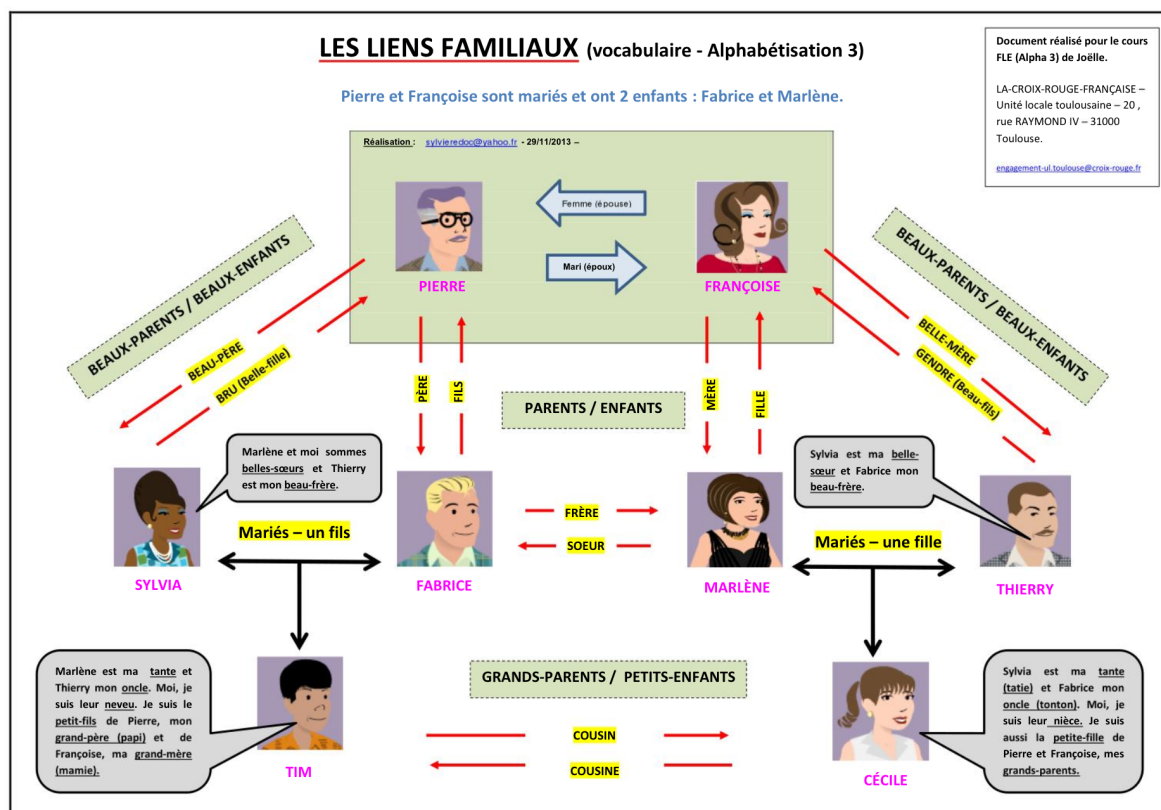 LES LIENS FAMILIAUX (vocabulaire - Alphabétisation 3)
Document réalisé pour le cours
FLE (Alpha 3) de Joëlle.
LA-CROIX-ROUGE-FRANÇAISE –
Unité locale toulousaine – 20 ,
rue RAYMOND IV – 31000
Toulouse.
engagement-ul.toulouse@croix-rouge.fr
Pierre et Françoise sont mariés et ont 2 enfants : Fabrice et Marlène.
Réalisation : sylvieredoc@yahoo.fr - 29/11/2013 –
Femme (épouse)
Mari (époux)
PIERRE
FRANÇOISE
BEAUX-PARENTS / BEAUX-ENFANTS
BEAU-PÈRE
BRU (Belle-fille)
BEAUX-PARENTS / BEAUX-ENFANTS
BELLE-MÈRE
GENDRE (Beau-fils)
PÈRE
FILS
PARENTS / ENFANTS
MÈRE
FILLE
Marlène et moi sommes
belles-sœurs et Thierry
est mon beau-frère.
Sylvia est ma belle-
sœur et Fabrice mon
beau-frère.
Mariés – un fils
FRÈRE
SOEUR
Mariés – une fille
SYLVIA
FABRICE
MARLÈNE
THIERRY
Marlène est ma tante et
Thierry mon oncle. Moi, je
suis leur neveu. Je suis le
petit-fils de Pierre, mon
grand-père (papi) et de
Françoise, ma grand-mère
(mamie).
GRANDS-PARENTS / PETITS-ENFANTS
Sylvia est ma tante
(tatie) et Fabrice mon
oncle (tonton). Moi, je
suis leur nièce. Je suis
aussi la petite-fille de
Pierre et Françoise, mes
grands-parents.
COUSIN
COUSINE
TIM
CÉCILE